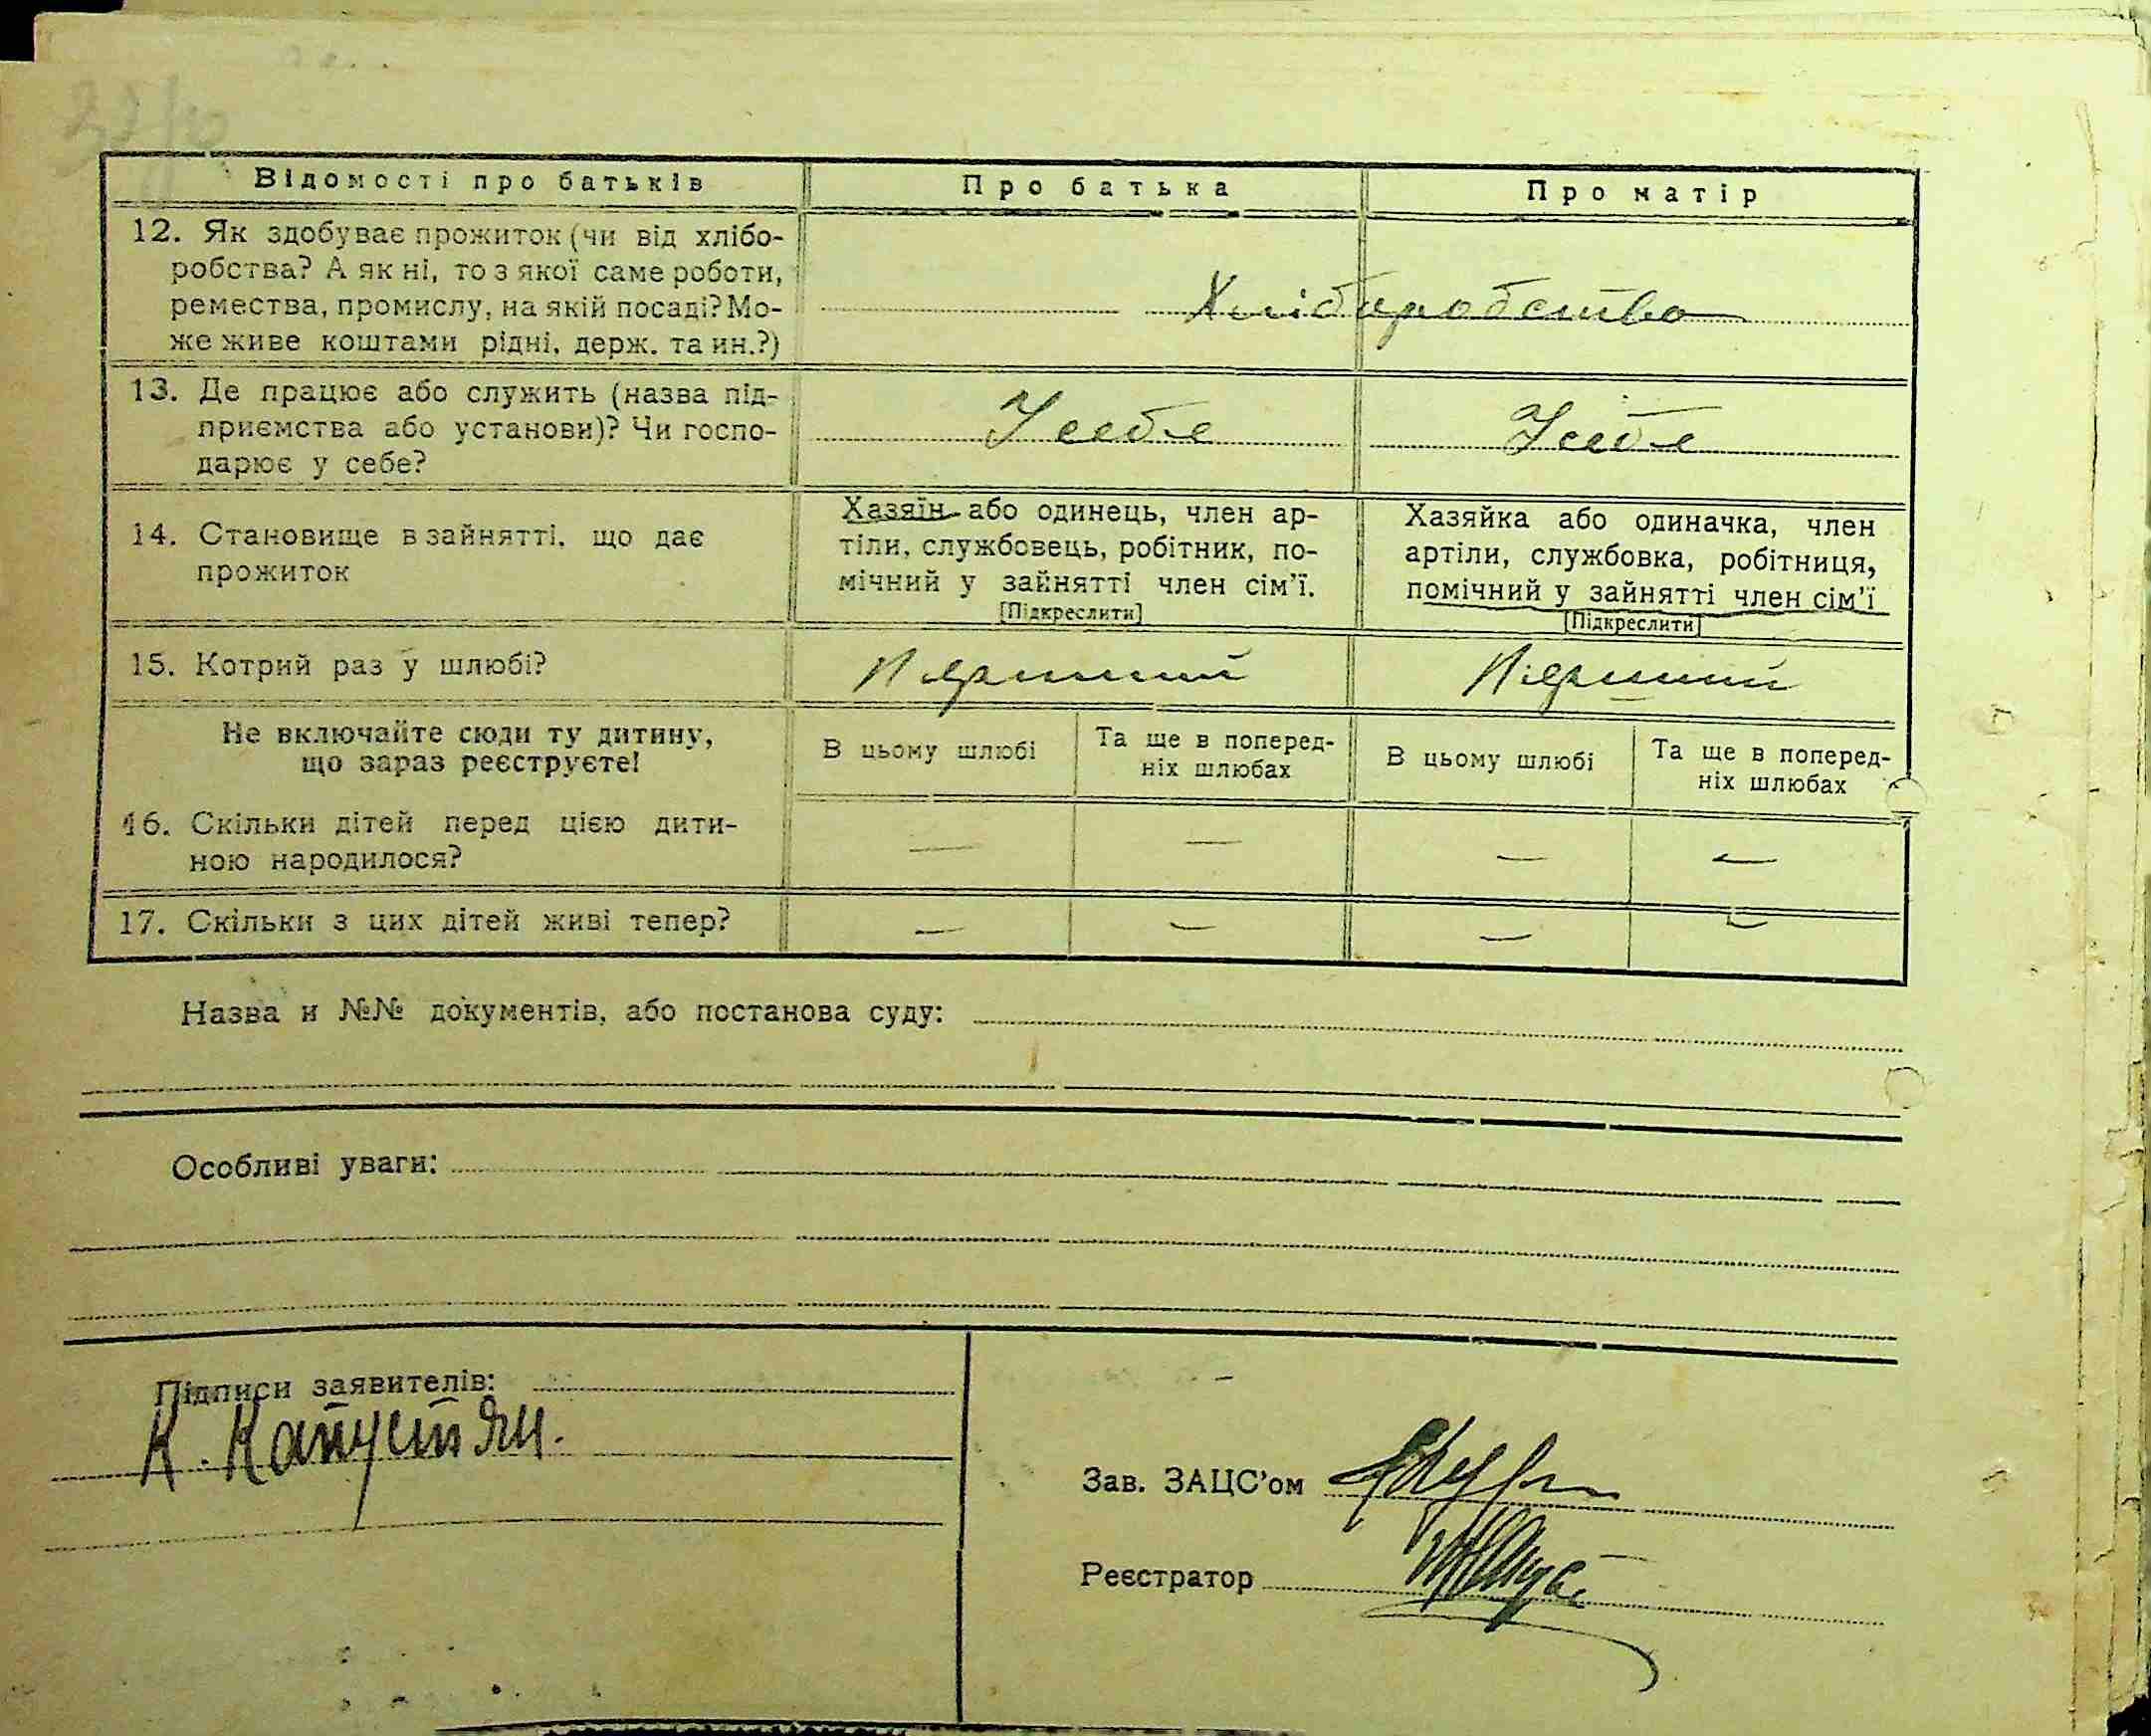 Відомості про батьків Про батька Про матір
12. Як здобуває прожиток (чи від хлібо-
робства? А як ні, то з якої саме роботи,
ремества, промислу, на якій посаді? Мо-
же живе коштами рідні, держ. та ин.?)
Хліборобство
13. Де працює або служить (назва під-
приємства або установи)? Чи госпо-
дарює у себе?
У себе У себе
14. Становище в зайнятті, що дає
прожиток
Хазяїн або одинець, член ар-
тіли, службовець, робітник, по-
мічний у зайнятті член сім'ї.
[Підкреслити]
Хазяйка або одиначка, член
артіли, службовка, робітниця,
помічний у зайнятті член сім'ї
[Підкреслити]
15. Котрий раз у шлюбі? Перший Перший
Не включайте сюди ту дитину,
що зараз реєструєте!
В цьому шлюбі
Та ще в поперед-
ніх шлюбах
В цьому шлюбі
Та ще в поперед-
ніх шлюбах
16. Скільки дітей перед цією дити-
ною народилося?
— — — —
17. Скільки з цих дітей живі тепер? — — — —
Назва и №№ документів, або постанова суду:
Особливі уваги:
Підписи заявителів:
К. Капустян.
Зав. ЗАЦС'ом
Реєстратор